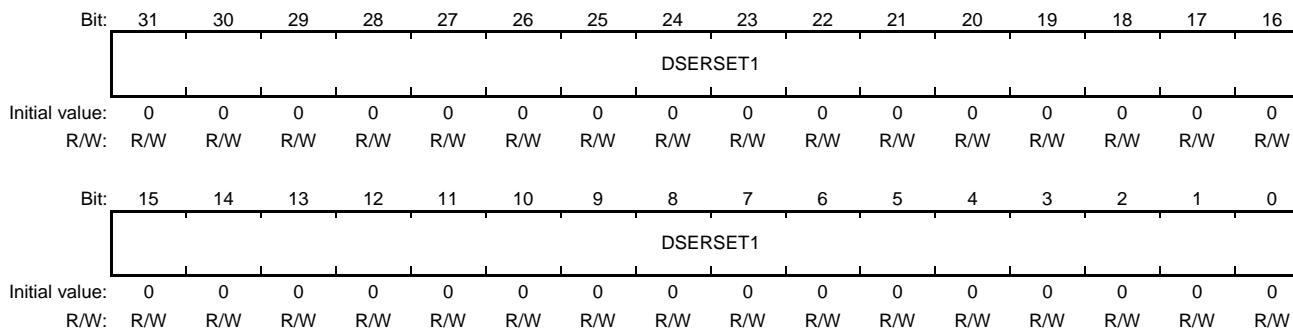 Bit: 31 30 29 28 27 26 25 24 23 22 21 20 19 18 17 16
DSERSET1
Initial value: 0 0 0 0 0 0 0 0 0 0 0 0 0 0 0 0
R/W: R/W R/W R/W R/W R/W R/W R/W R/W R/W R/W R/W R/W R/W R/W R/W R/W
Bit: 15 14 13 12 11 10 9 8 7 6 5 4 3 2 1 0
DSERSET1
Initial value: 0 0 0 0 0 0 0 0 0 0 0 0 0 0 0 0
R/W: R/W R/W R/W R/W R/W R/W R/W R/W R/W R/W R/W R/W R/W R/W R/W R/W